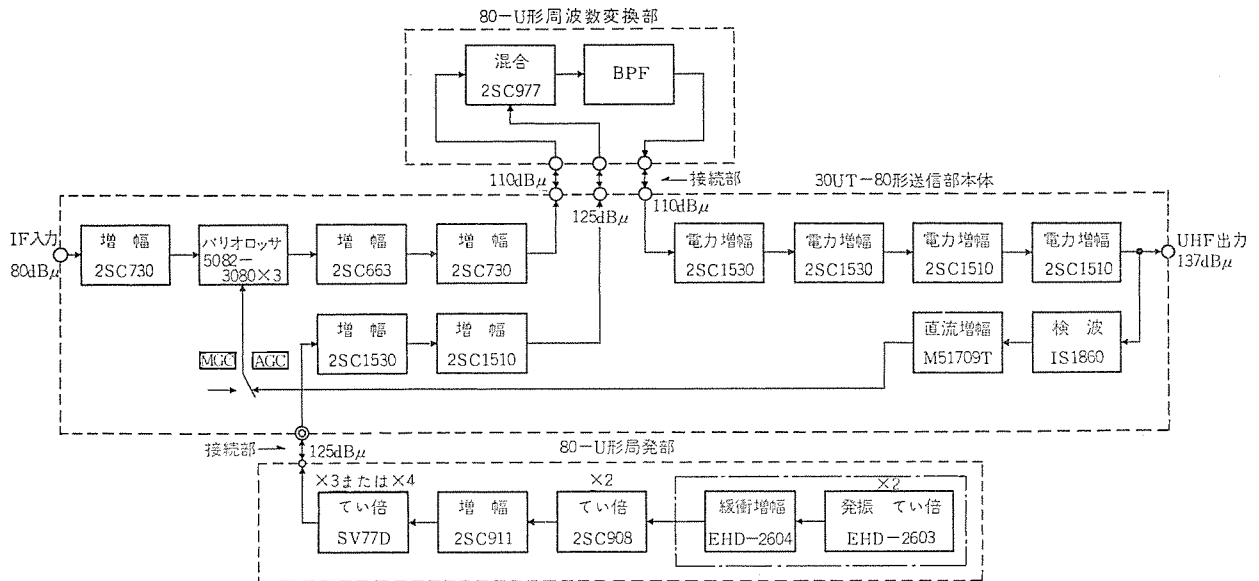 80-U形周波数変換部
混合
2SC977
BPF
110dBμ
125dBμ
110dBμ
接続部
30UT-80形送信部本体
IF入力
80dBμ
増幅
2SC730
バリオロッサ
5082-
3080×3
増幅
2SC663
増幅
2SC730
電力増幅
2SC1530
電力増幅
2SC1530
電力増幅
2SC1510
電力増幅
2SC1510
UHF出力
137dBμ
増幅
2SC1530
増幅
2SC1510
直流増幅
M51709T
検波
IS1860
MGC
AGC
接続部
125dBμ
80-U形局発部
×3または×4
てい倍
SV77D
増幅
2SC911
×2
てい倍
2SC908
緩衝増幅
EHD-2604
×2
発振 てい倍
EHD-2603